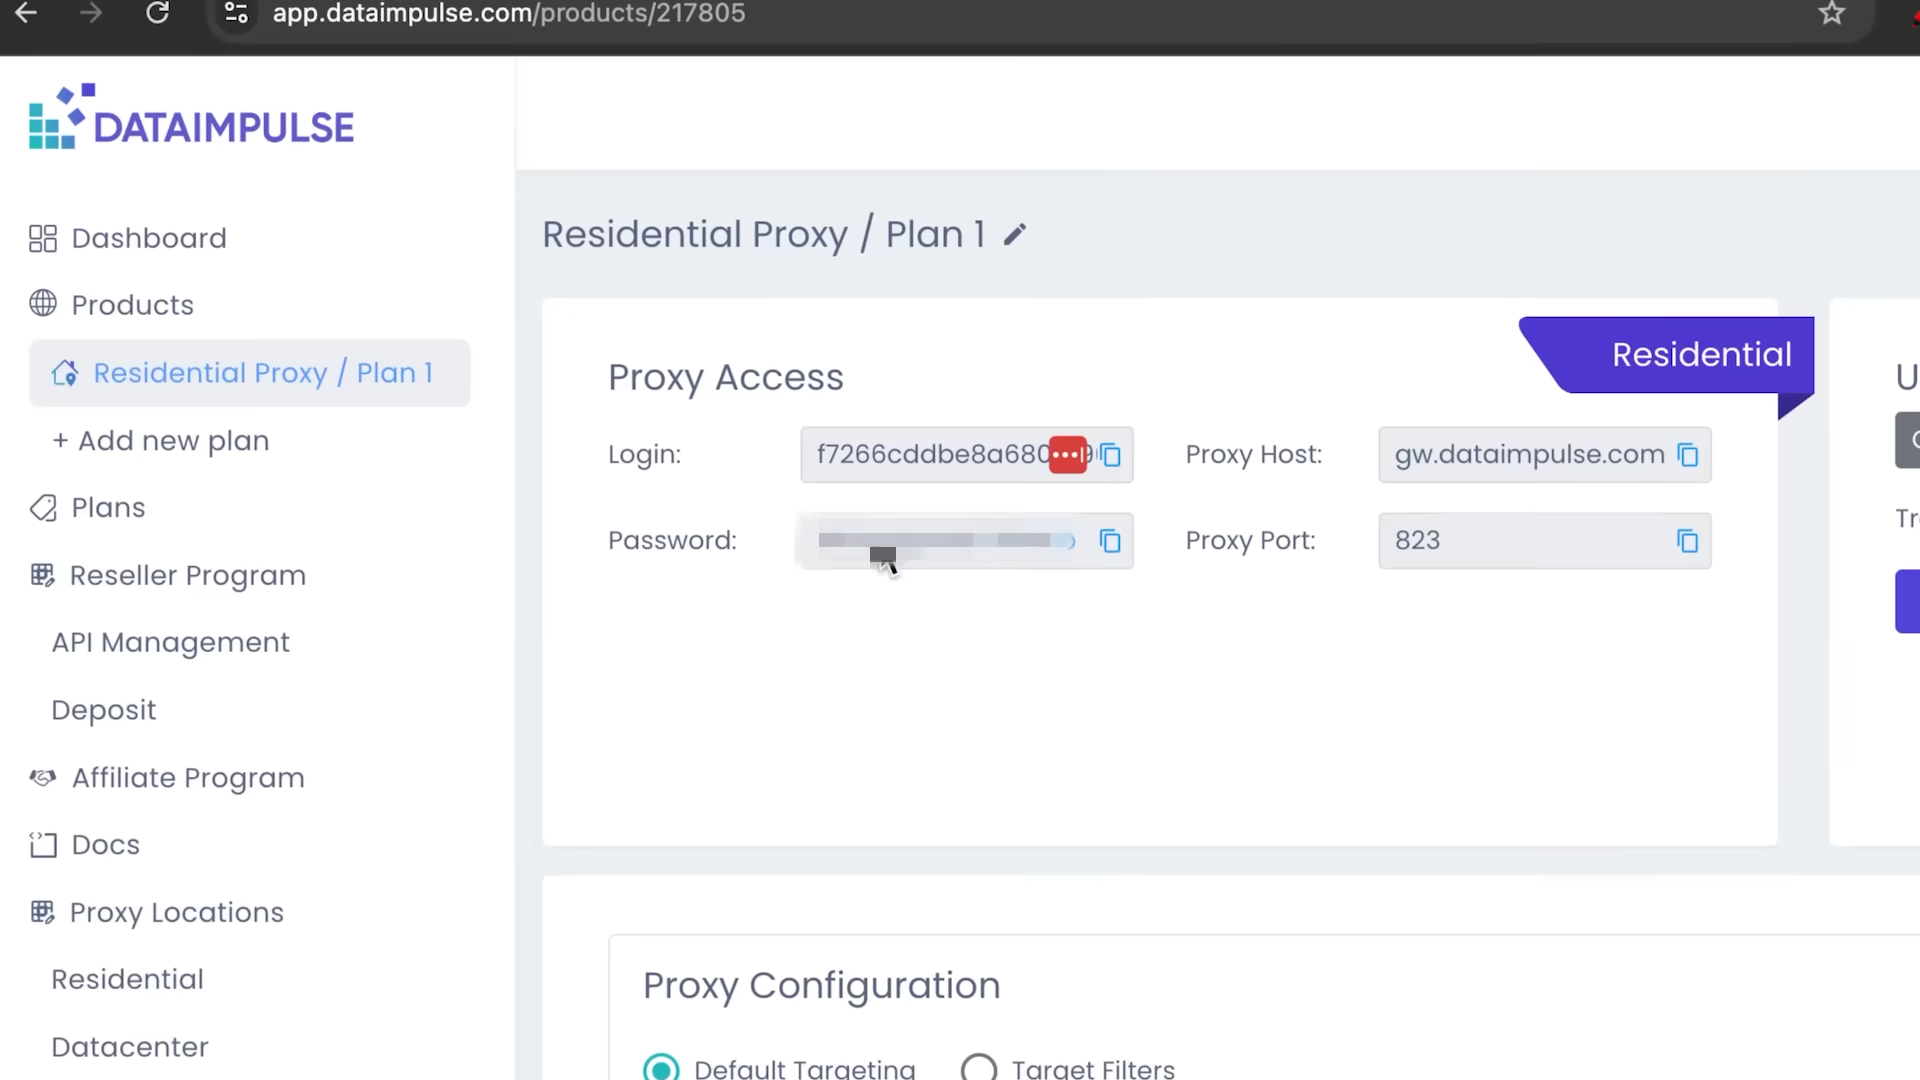 app.dataimpulse.com/products/217805
DATAIMPULSE
Dashboard
Products
Residential Proxy / Plan 1
+ Add new plan
Plans
Reseller Program
API Management
Deposit
Affiliate Program
Docs
Proxy Locations
Residential
Datacenter
Residential Proxy / Plan 1
Residential
Proxy Access
Login:
Proxy Host:
gw.dataimpulse.com
Password:
Proxy Port:
823
Proxy Configuration
Default Targeting
Target Filters